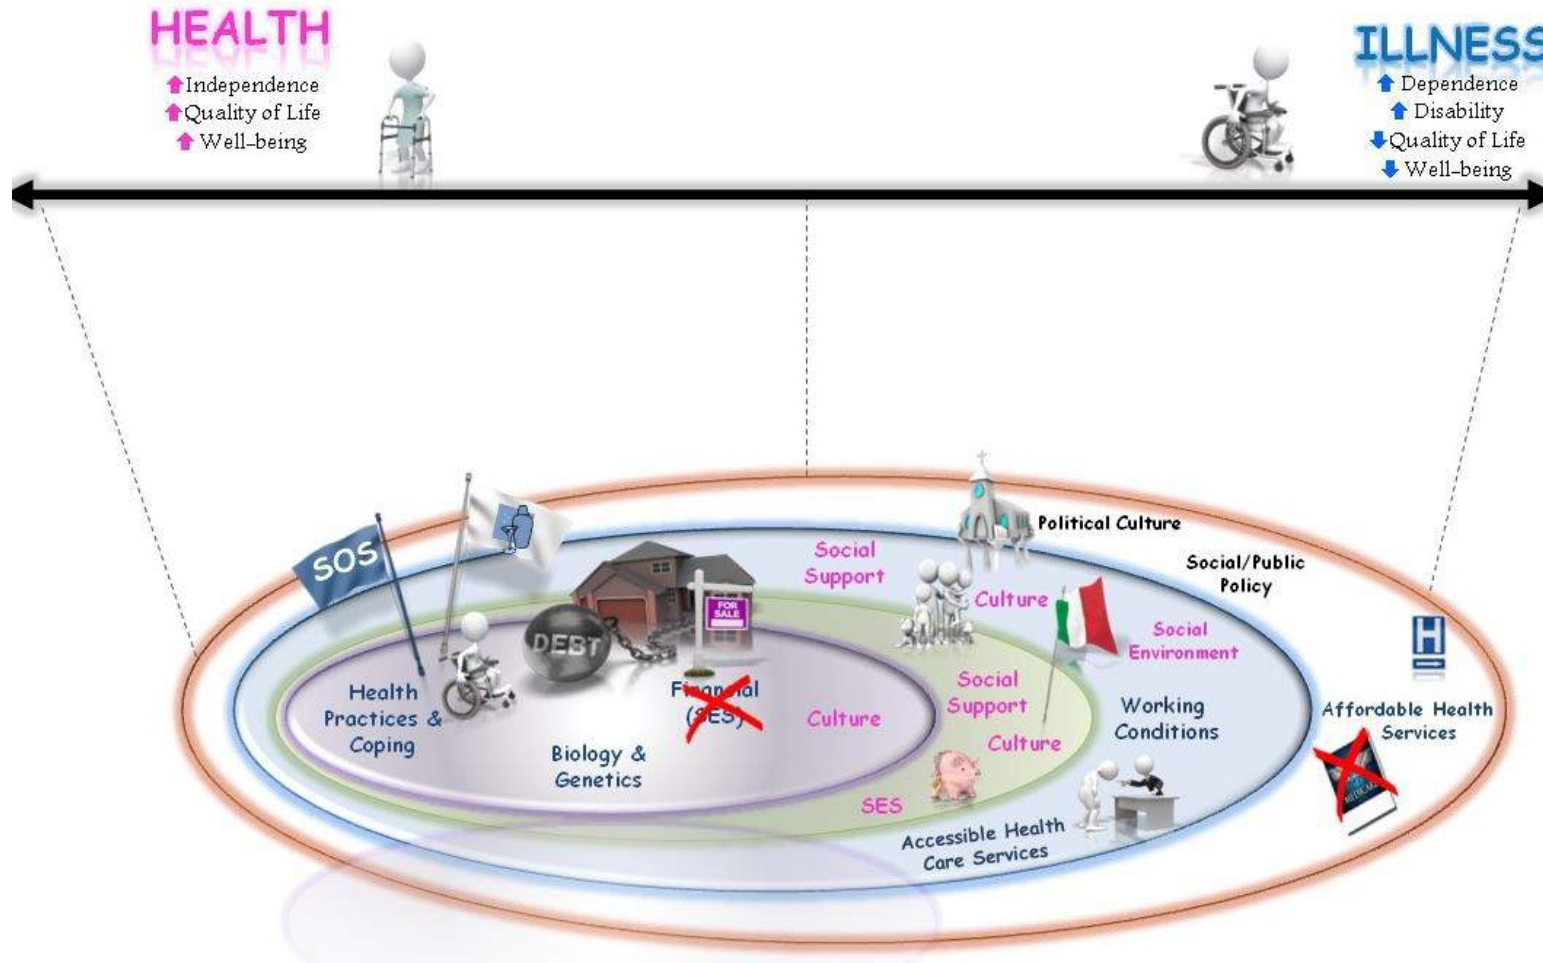 HEALTH
Independence
Quality of Life
Well-being
ILLNESS
Dependence
Disability
Quality of Life
Well-being
SOS
Political Culture
Social
Support
Social/Public
Policy
Culture
FOR
SALE
DEBT
Social
Environment
H
Health
Practices &
Coping
Financial
(SES)
Culture
Social
Support
Culture
Working
Conditions
Affordable Health
Services
Biology &
Genetics
SES
Accessible Health
Care Services